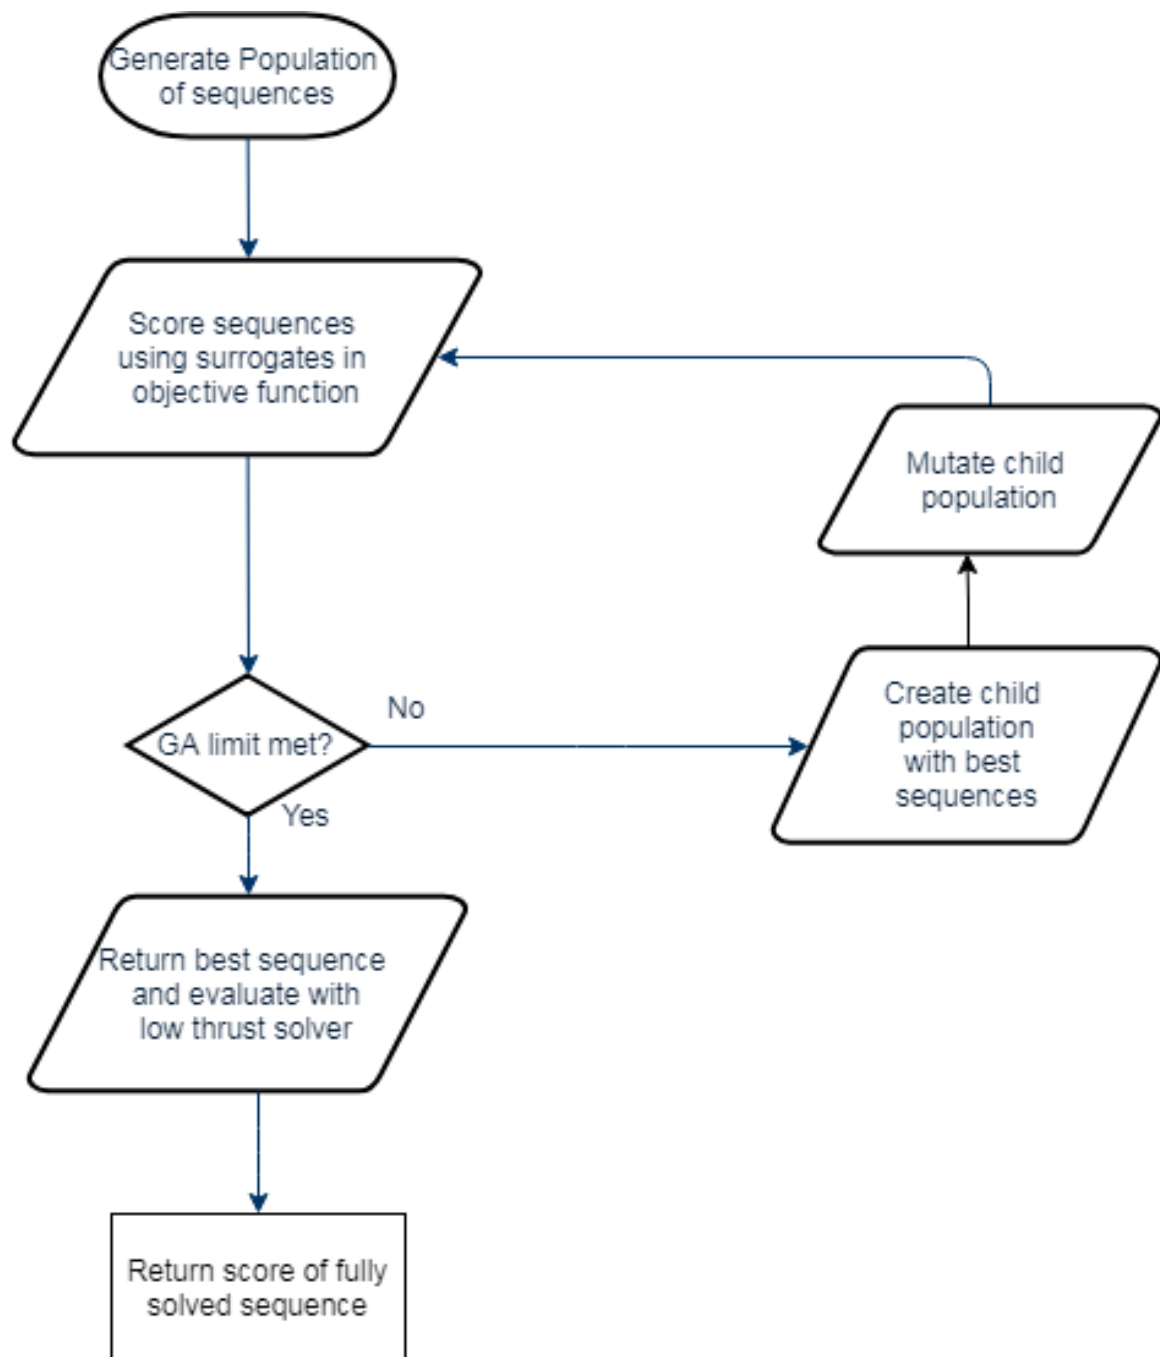 Generate Population
of sequences
Score sequences
using surrogates in
objective function
Mutate child
population
Create child
population
with best
sequences
No
GA limit met?
Yes
Return best sequence
and evaluate with
low thrust solver
Return score of fully
solved sequence